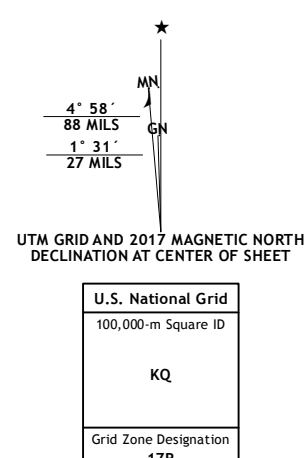 ★
MN
4° 58´
88 MILS
GN
1° 31´
27 MILS
UTM GRID AND 2017 MAGNETIC NORTH
DECLINATION AT CENTER OF SHEET
U.S. National Grid
100,000-m Square ID
KQ
Grid Zone Designation